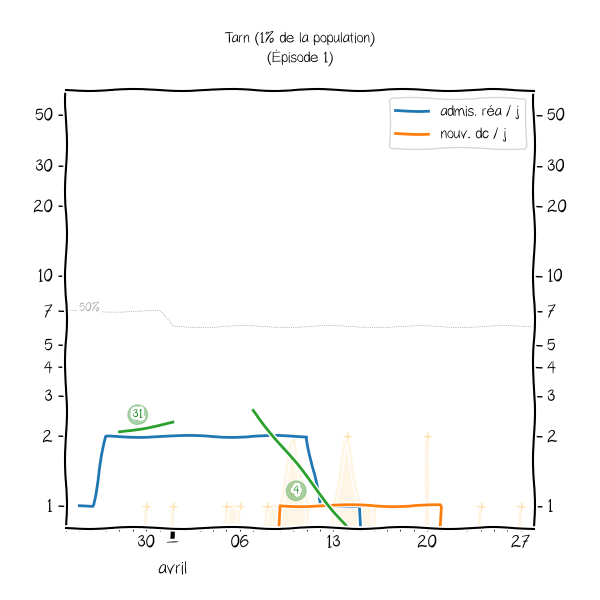 Tarn (1% de la population)
(Épisode 1)
admis. réa / j
nouv. dc / j
50 50
30 30
20 20
10 10
7 7
50%
5 5
4 4
3 3
31
2 2
4
1 1
30 06 13 20 27
avril